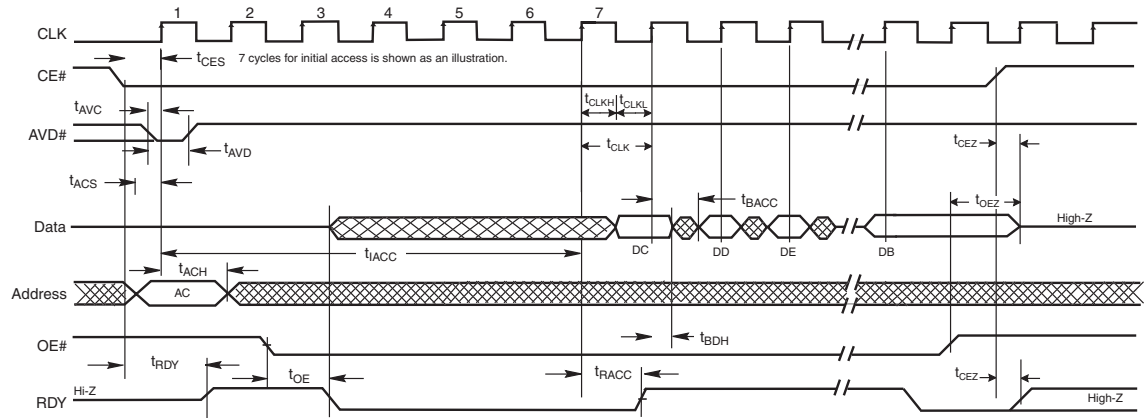 1 2 3 4 5 6 7
CLK
tCES 7 cycles for initial access is shown as an illustration.
CE#
tAVC
tCLKH tCLKL
AVD#
tAVD
tCLK
tCEZ
tACS
tBACC
tOEZ
Data
High-Z
DC DD DE DB
tIACC
tACH
Address
AC
OE#
tBDH
tRDY
tOE
tRACC
tCEZ
Hi-Z
RDY
High-Z